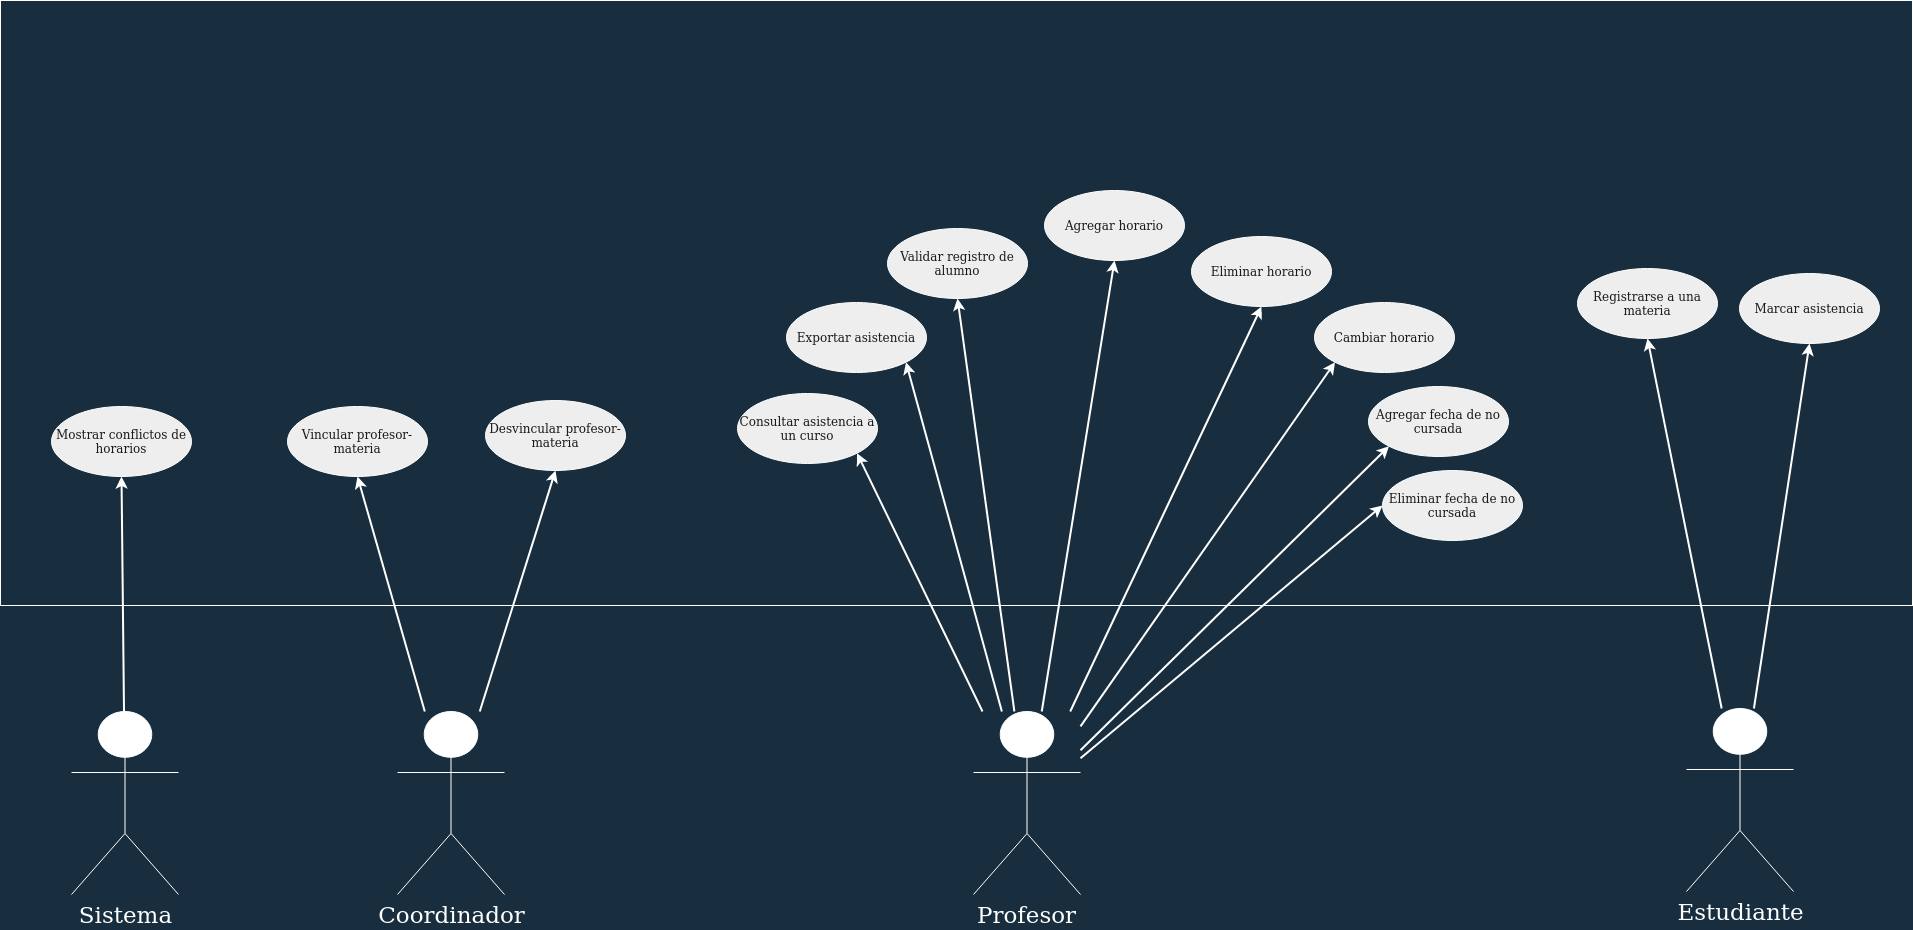 Agregar horario
Validar registro de
alumno
Eliminar horario
Registrarse a una
materia
Marcar asistencia
Exportar asistencia
Cambiar horario
Mostrar conflictos de
horarios
Vincular profesor-
materia
Desvincular profesor-
materia
Consultar asistencia a
un curso
Agregar fecha de no
cursada
Eliminar fecha de no
cursada
Sistema
Coordinador
Profesor
Estudiante